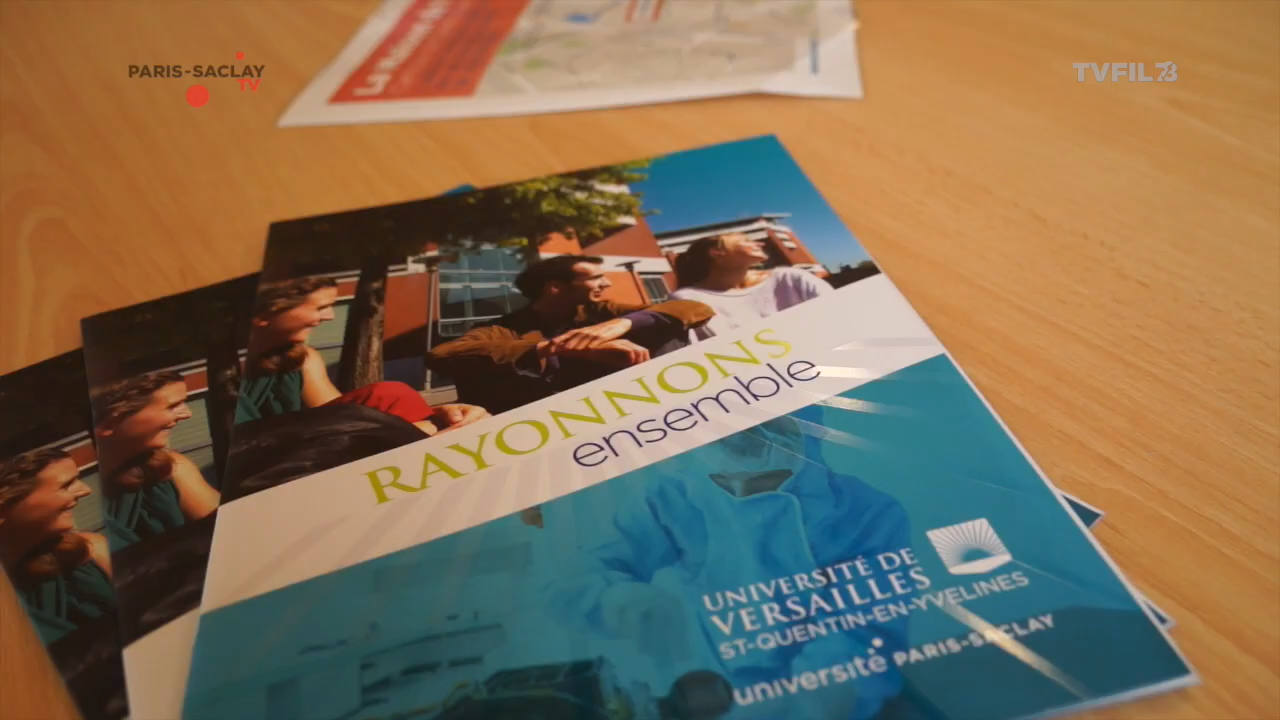 PARIS-SACLAY
TV
TVFIL78
RAYONNONS
ensemble
UNIVERSITÉ DE
VERSAILLES
ST-QUENTIN-EN-YVELINES
université PARIS-SACLAY